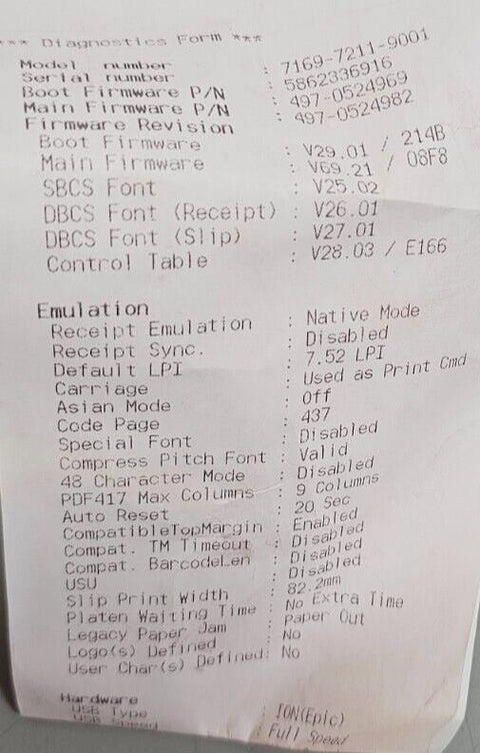 *** Diagnostics Form ***
Model number : 7169-7211-9001
Serial number : 5862336916
Boot Firmware P/N : 497-0524969
Main Firmware P/N : 497-0524982
Firmware Revision
Boot Firmware : V29.01 / 214B
Main Firmware : V69.21 / 08F8
SBCS Font : V25.02
DBCS Font (Receipt) : V26.01
DBCS Font (Slip) : V27.01
Control Table : V28.03 / E166
Emulation
Receipt Emulation : Native Mode
Receipt Sync. : Disabled
Default LPI : 7.52 LPI
Carriage : Used as Print Cmd
Asian Mode : Off
Code Page : 437
Special Font : Disabled
Compress Pitch Font : Valid
48 Character Mode : Disabled
PDF417 Max Columns : 9 Columns
Auto Reset : 20 Sec
CompatibleTopMargin : Enabled
Compat. TM Timeout : Disabled
Compat. BarcodeLen : Disabled
USU : Disabled
Slip Print Width : 82.2mm
Platen Waiting Time : No Extra Time
Legacy Paper Jam : Paper Out
Logo(s) Defined : No
User Char(s) Defined: No
Hardware
USB Type : ION(Epic)
USB Speed : Full Speed